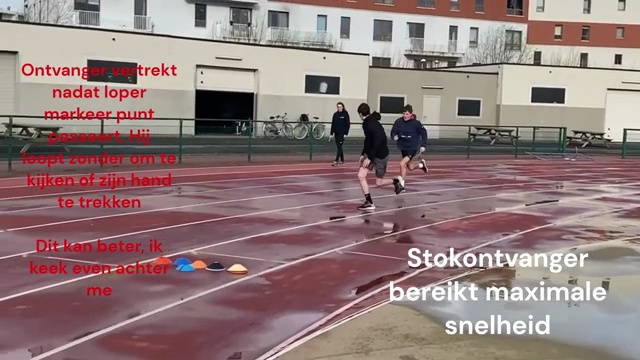 Ontvanger vertrekt
nadat loper
markeer punt
passeert. Hij
loopt zonder om te
kijken of zijn hand
te trekken
Dit kan beter, ik
keek even achter
me
Stokontvanger
bereikt maximale
snelheid